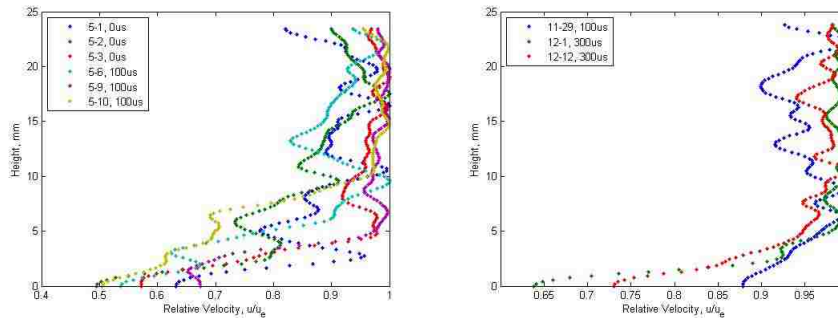 25
20
15
10
5
0
Height, mm
5-1, 0us
5-2, 0us
5-3, 0us
5-6, 100us
5-9, 100us
5-10, 100us
0.4 0.5 0.6 0.7 0.8 0.9 1
Relative Velocity, u/ue
25
20
15
10
5
0
Height, mm
11-29, 100us
12-1, 300us
12-12, 300us
0.65 0.7 0.75 0.8 0.85 0.9 0.95
Relative Velocity, u/ue